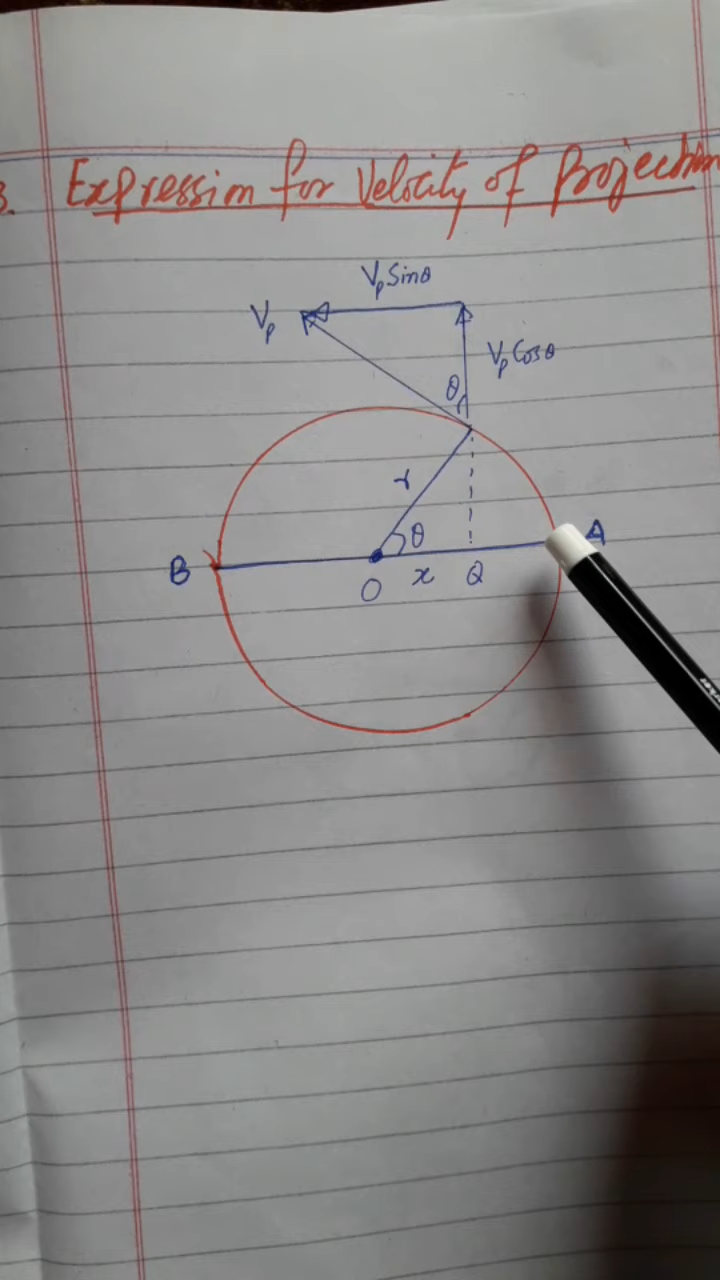 3. Expression for Velocity of Projection
VpSinθ
Vp
VpCosθ
θ
r
θ
A
B
O x Q